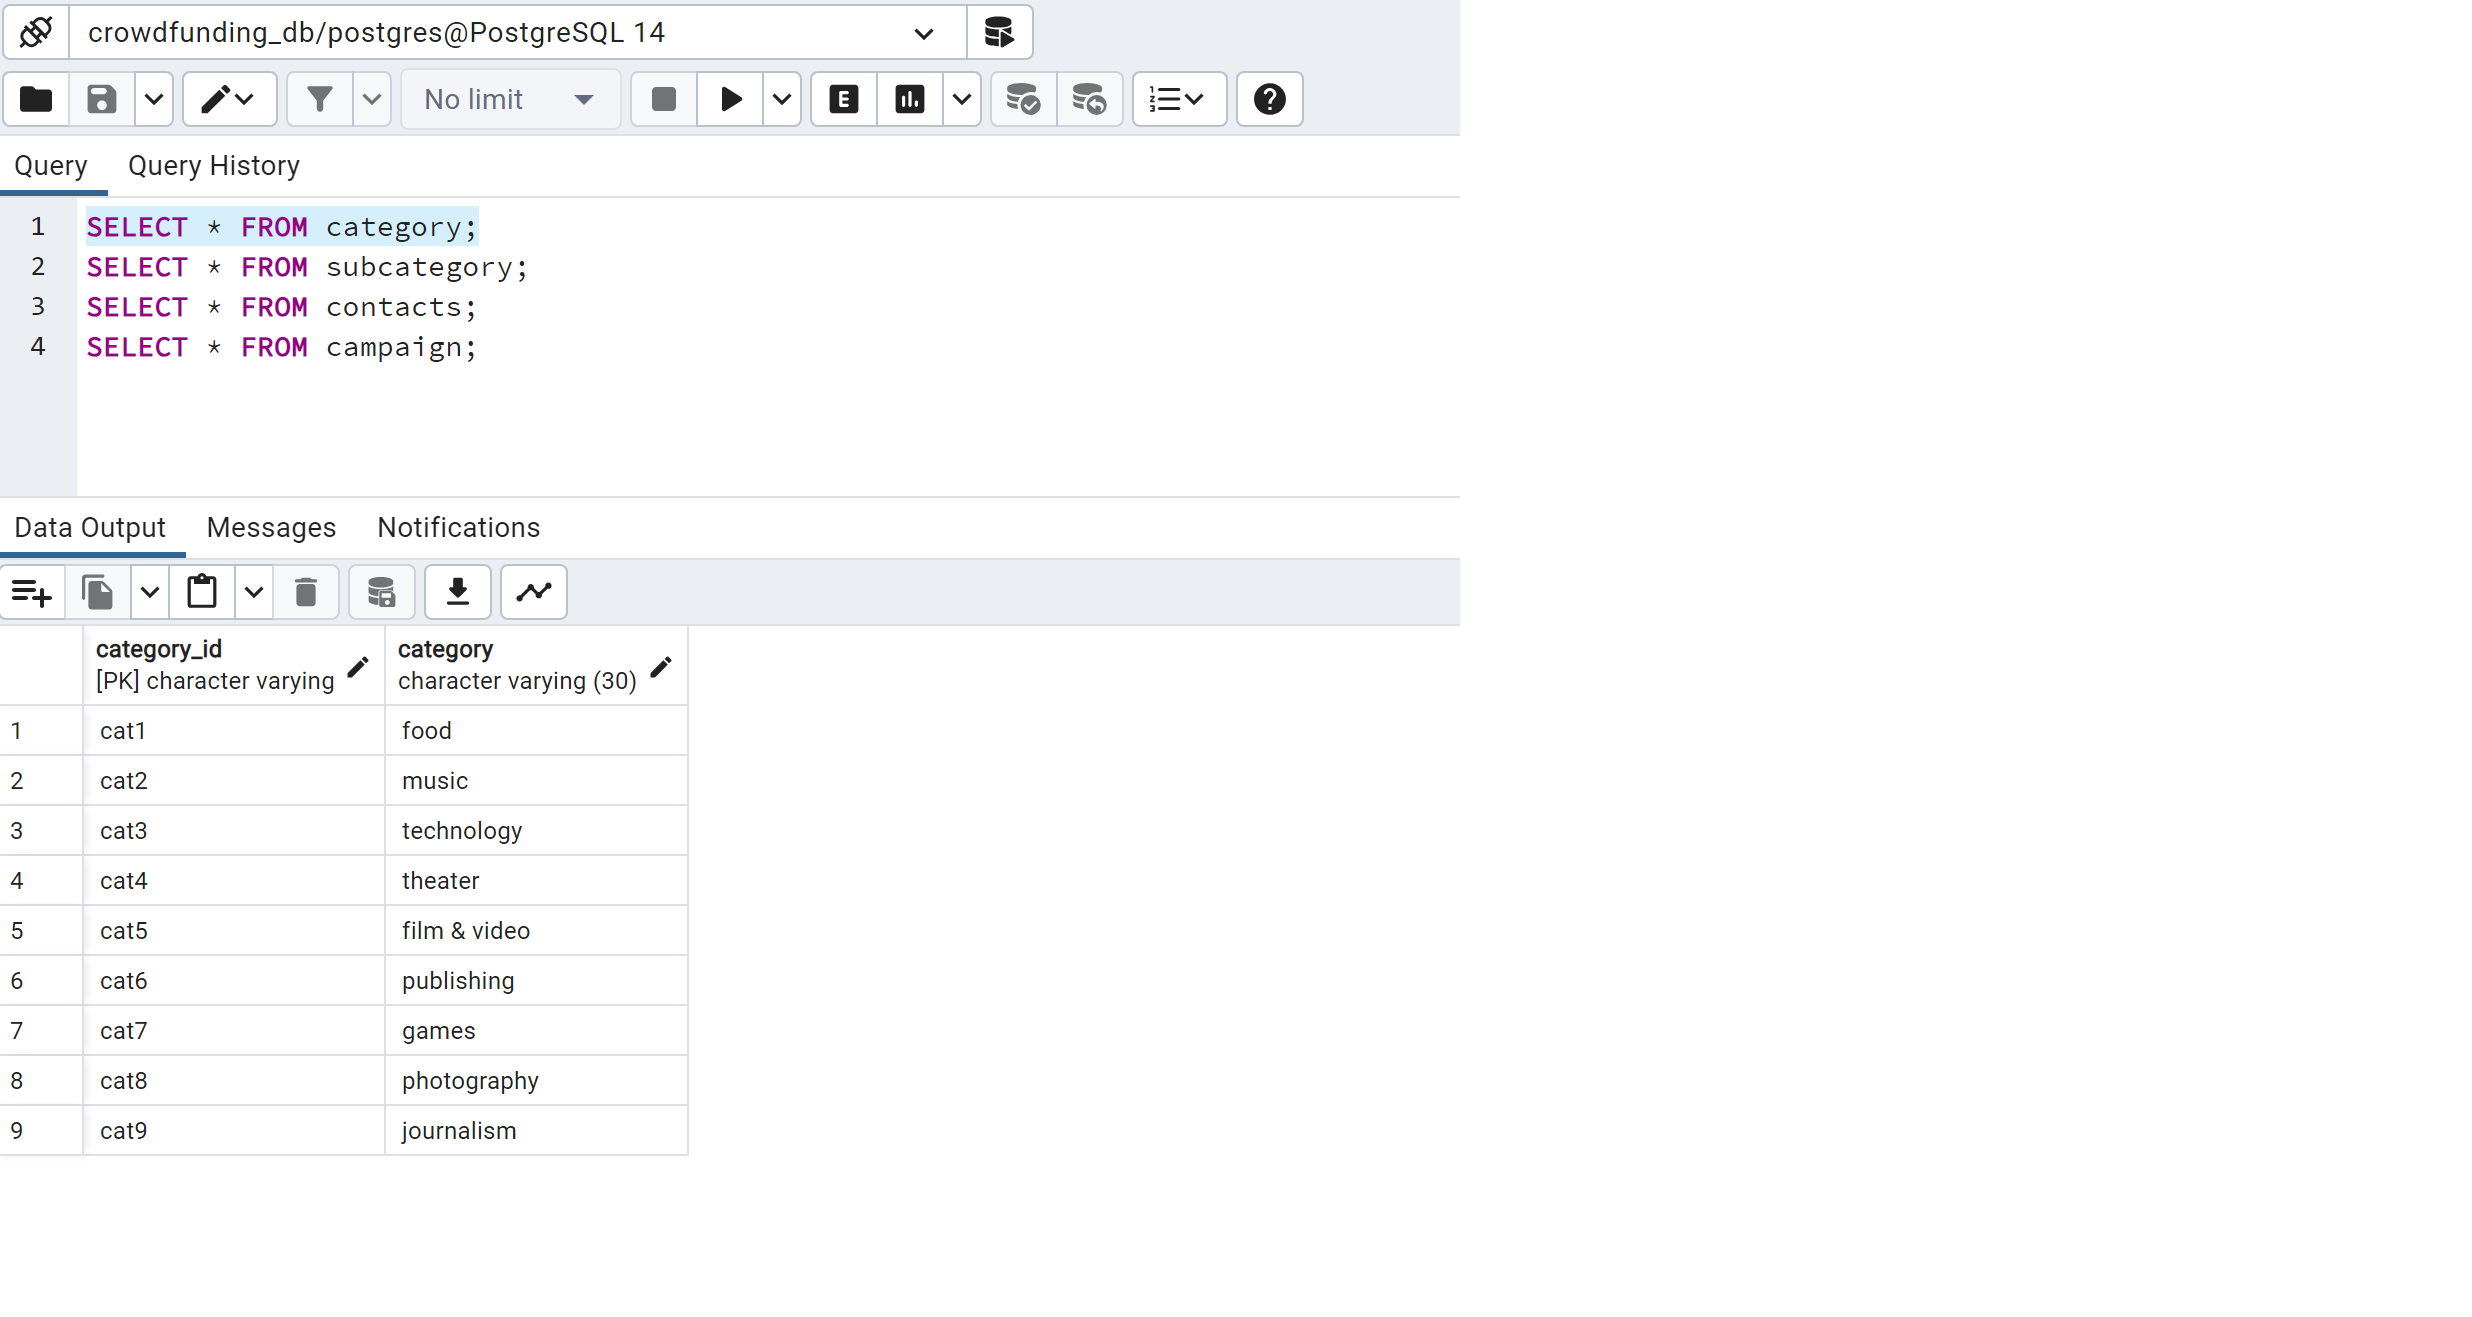 crowdfunding_db/postgres@PostgreSQL 14
No limit
E
Query Query History
1 SELECT * FROM category;
2 SELECT * FROM subcategory;
3 SELECT * FROM contacts;
4 SELECT * FROM campaign;
Data Output Messages Notifications
category_id category
[PK] character varying character varying (30)
1 cat1 food
2 cat2 music
3 cat3 technology
4 cat4 theater
5 cat5 film & video
6 cat6 publishing
7 cat7 games
8 cat8 photography
9 cat9 journalism